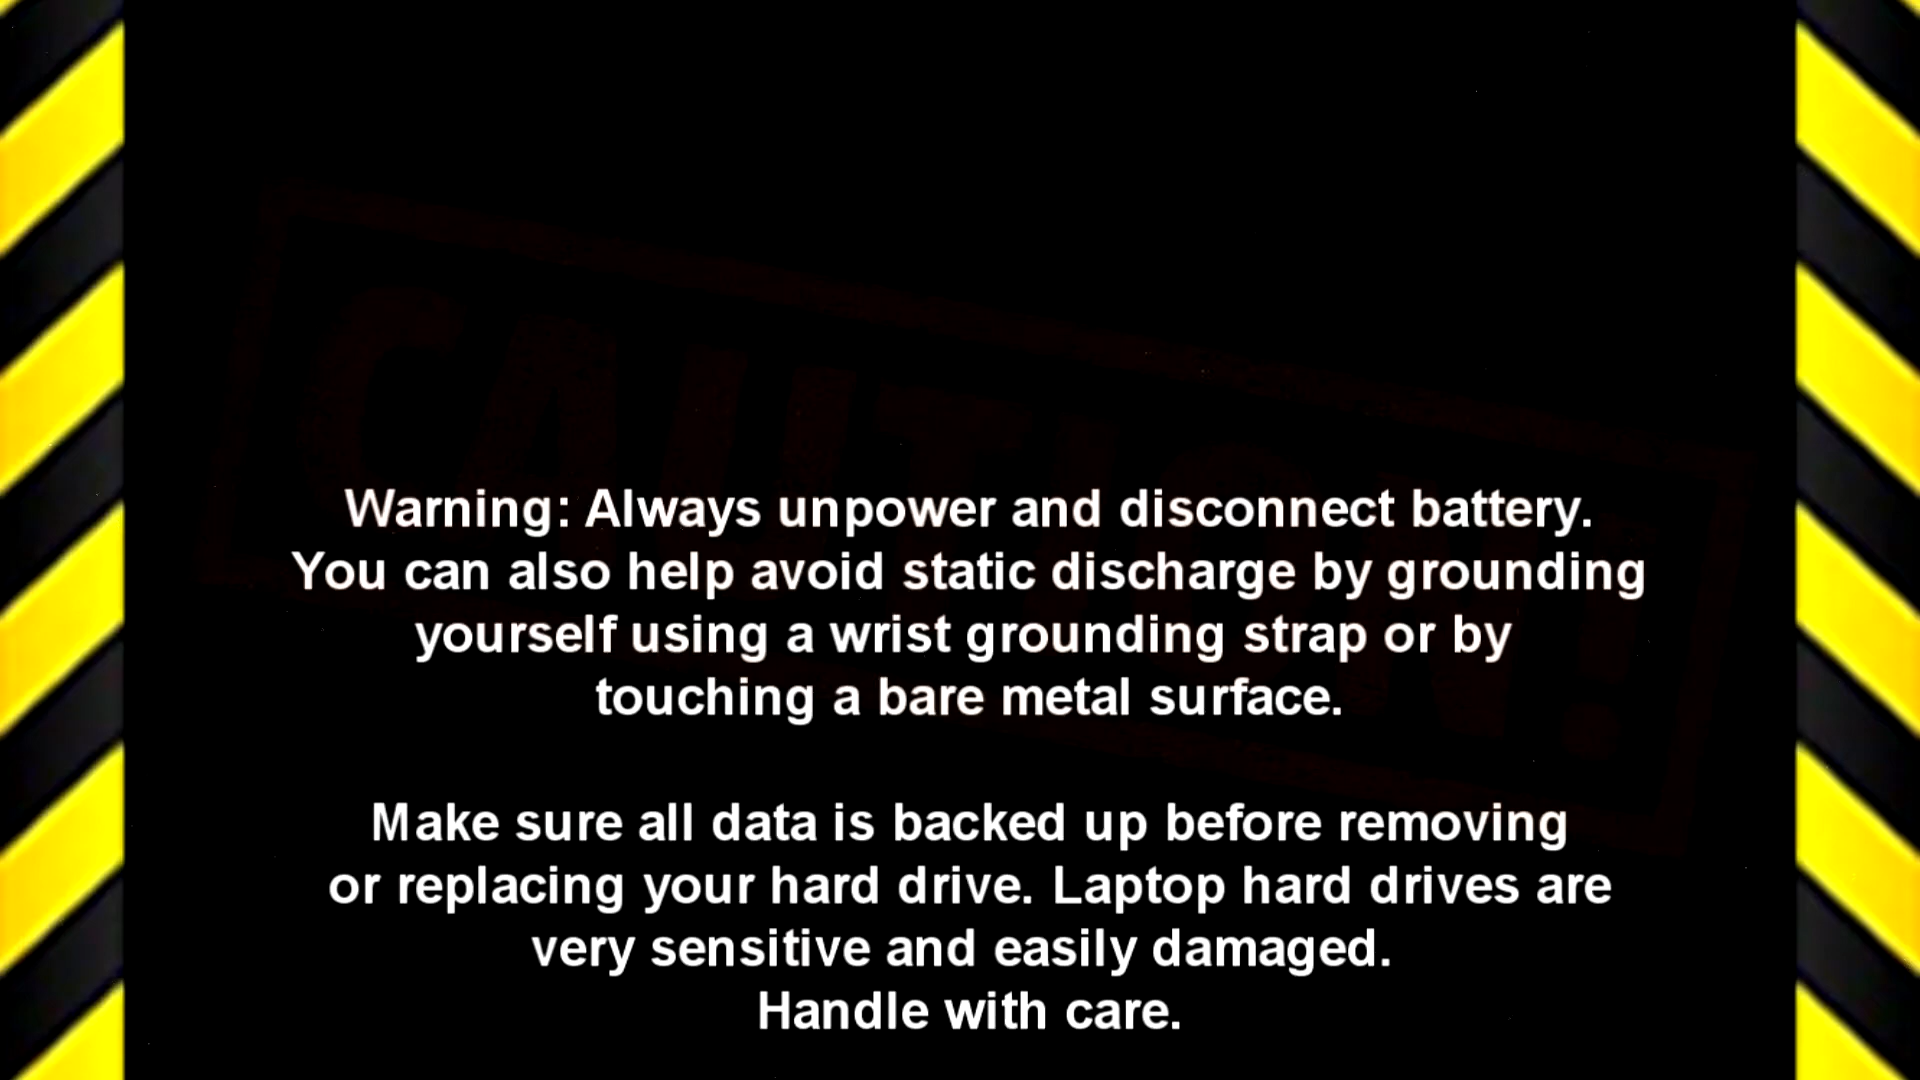 CAUTION!
Warning: Always unpower and disconnect battery.
You can also help avoid static discharge by grounding
yourself using a wrist grounding strap or by
touching a bare metal surface.
Make sure all data is backed up before removing
or replacing your hard drive. Laptop hard drives are
very sensitive and easily damaged.
Handle with care.